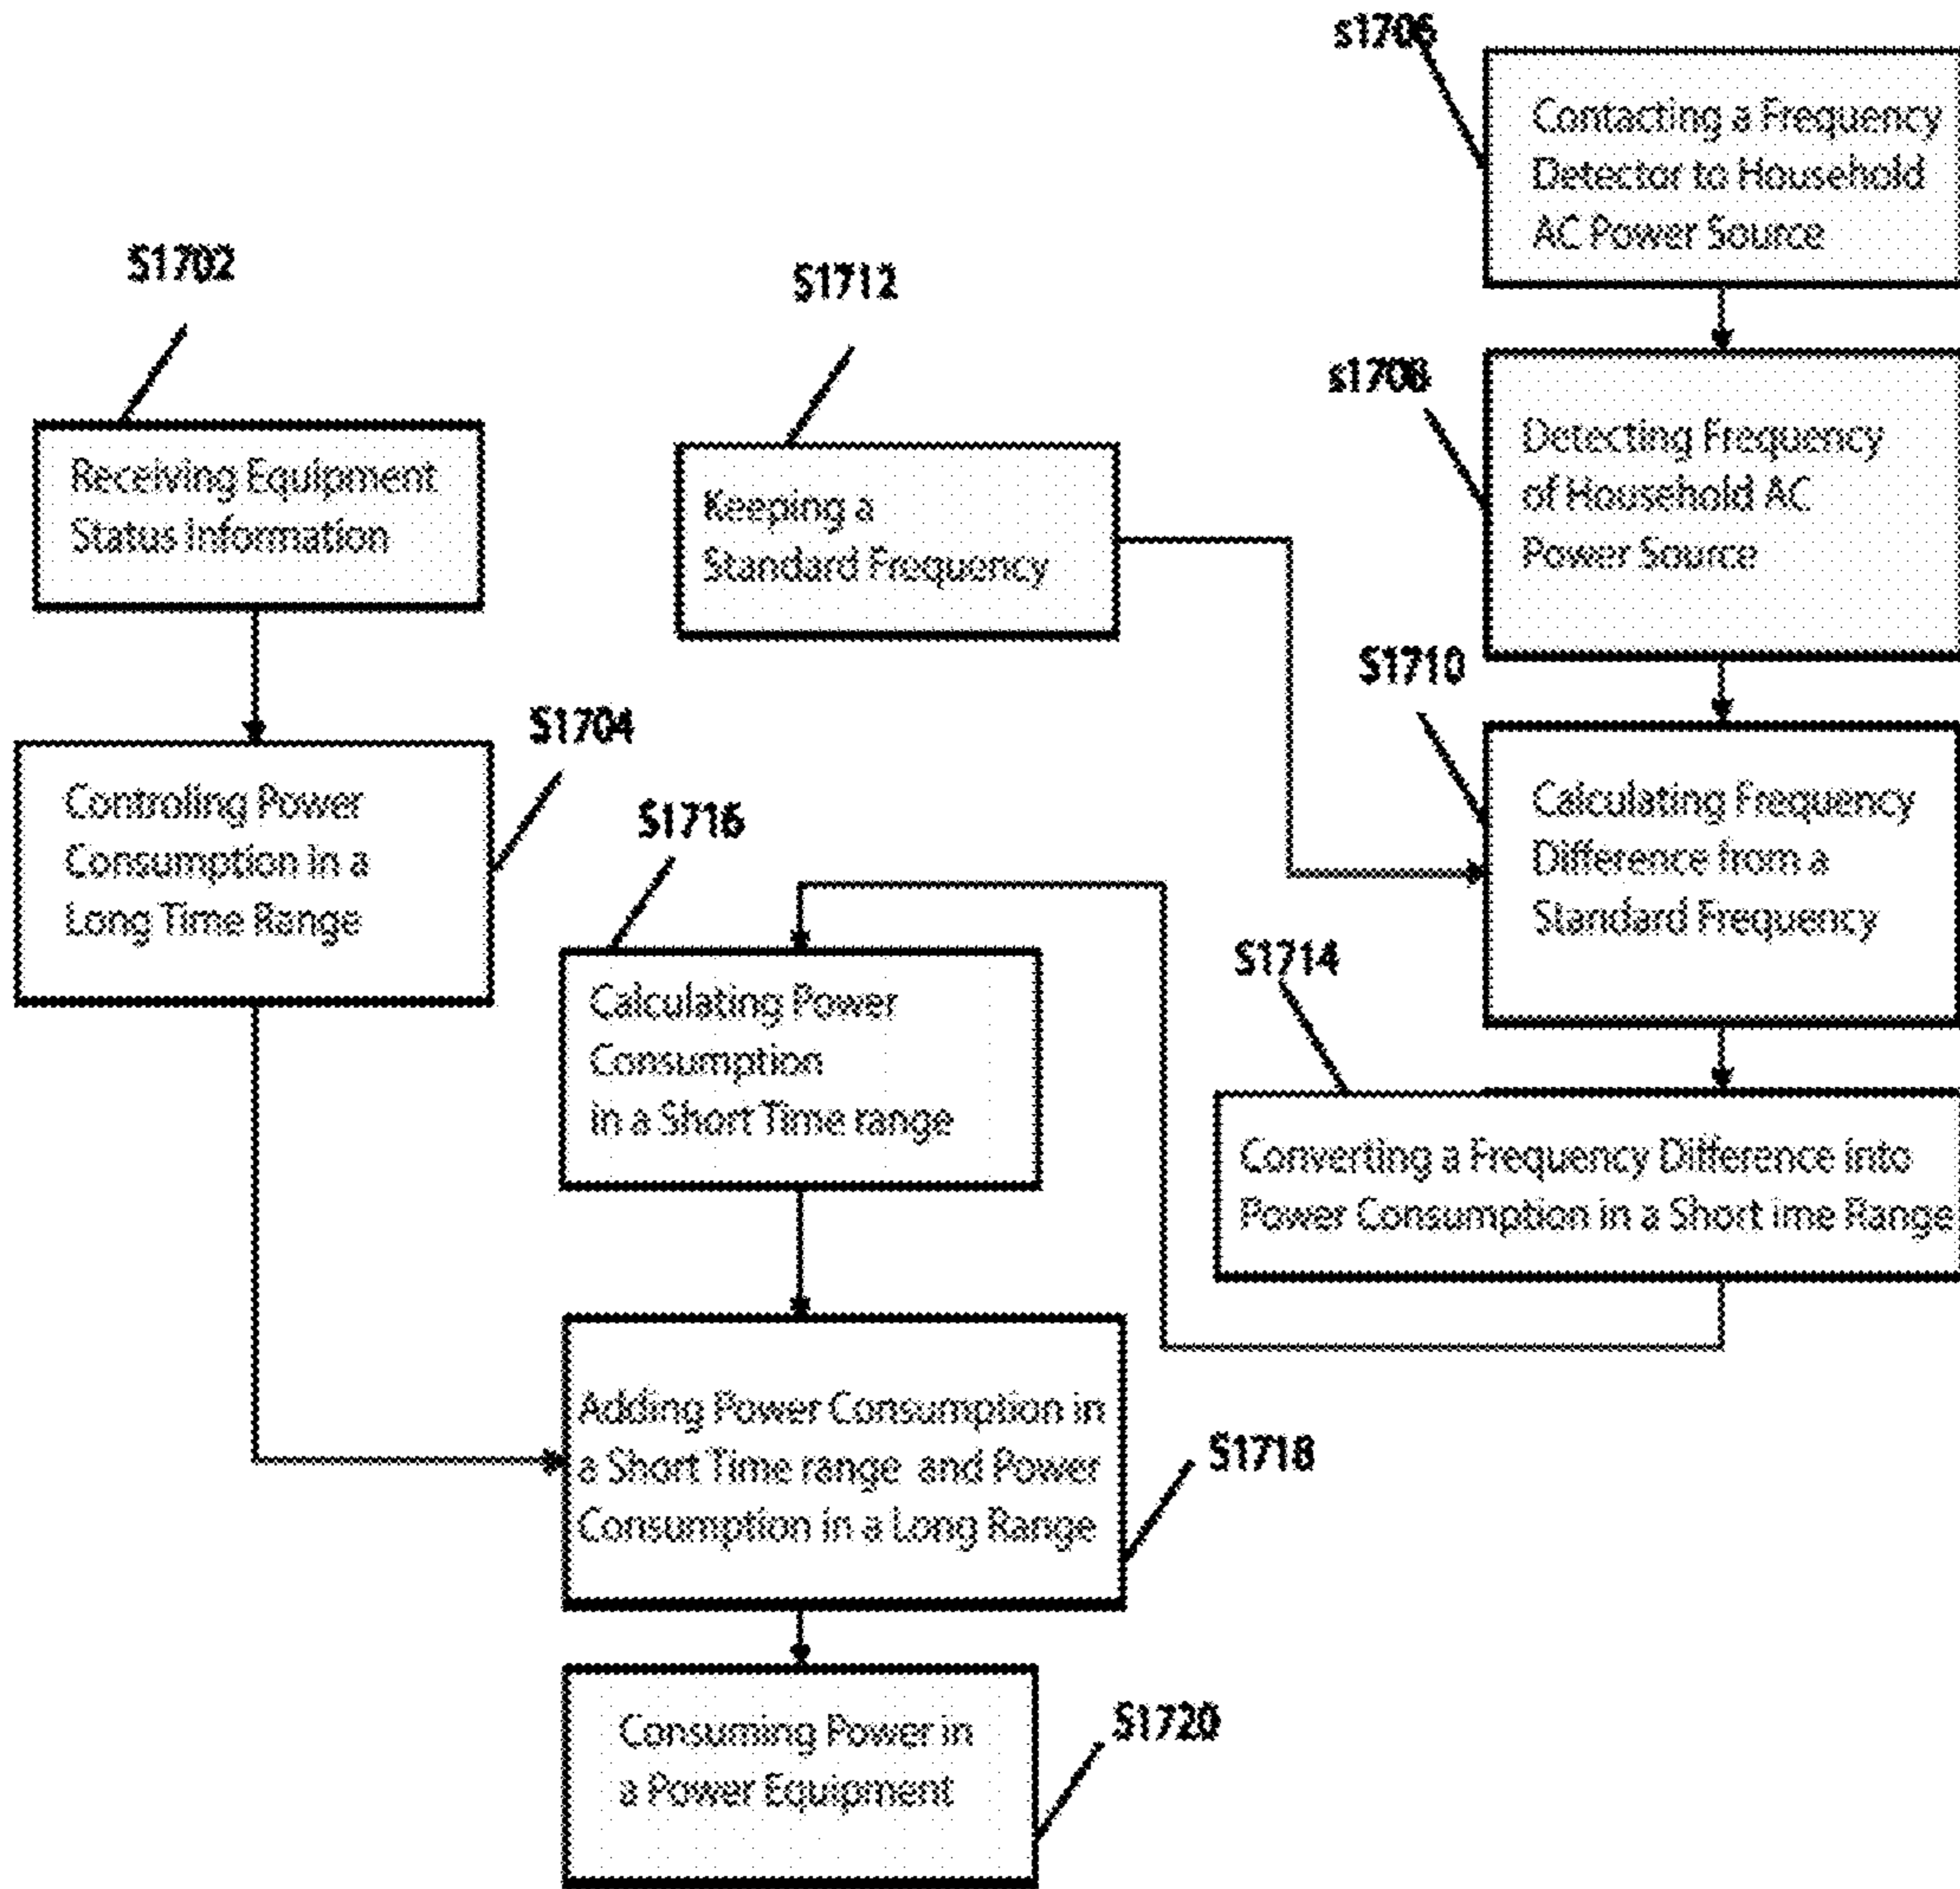 s1706
Contacting a Frequency
Detector to Household
AC Power Source
S1702
Receiving Equipment
Status Information
S1712
Keeping a
Standard Frequency
s1708
Detecting Frequency
of Household AC
Power Source
S1704
Controling Power
Consumption in a
Long Time Range
S1710
Calculating Frequency
Difference from a
Standard Frequency
S1716
Calculating Power
Consumption
in a Short Time range
S1714
Converting a Frequency Difference into
Power Consumption in a Short ime Range
Adding Power Consumption in
a Short Time range and Power
Consumption in a Long Range
S1718
Consuming Power in
a Power Equipment
S1720